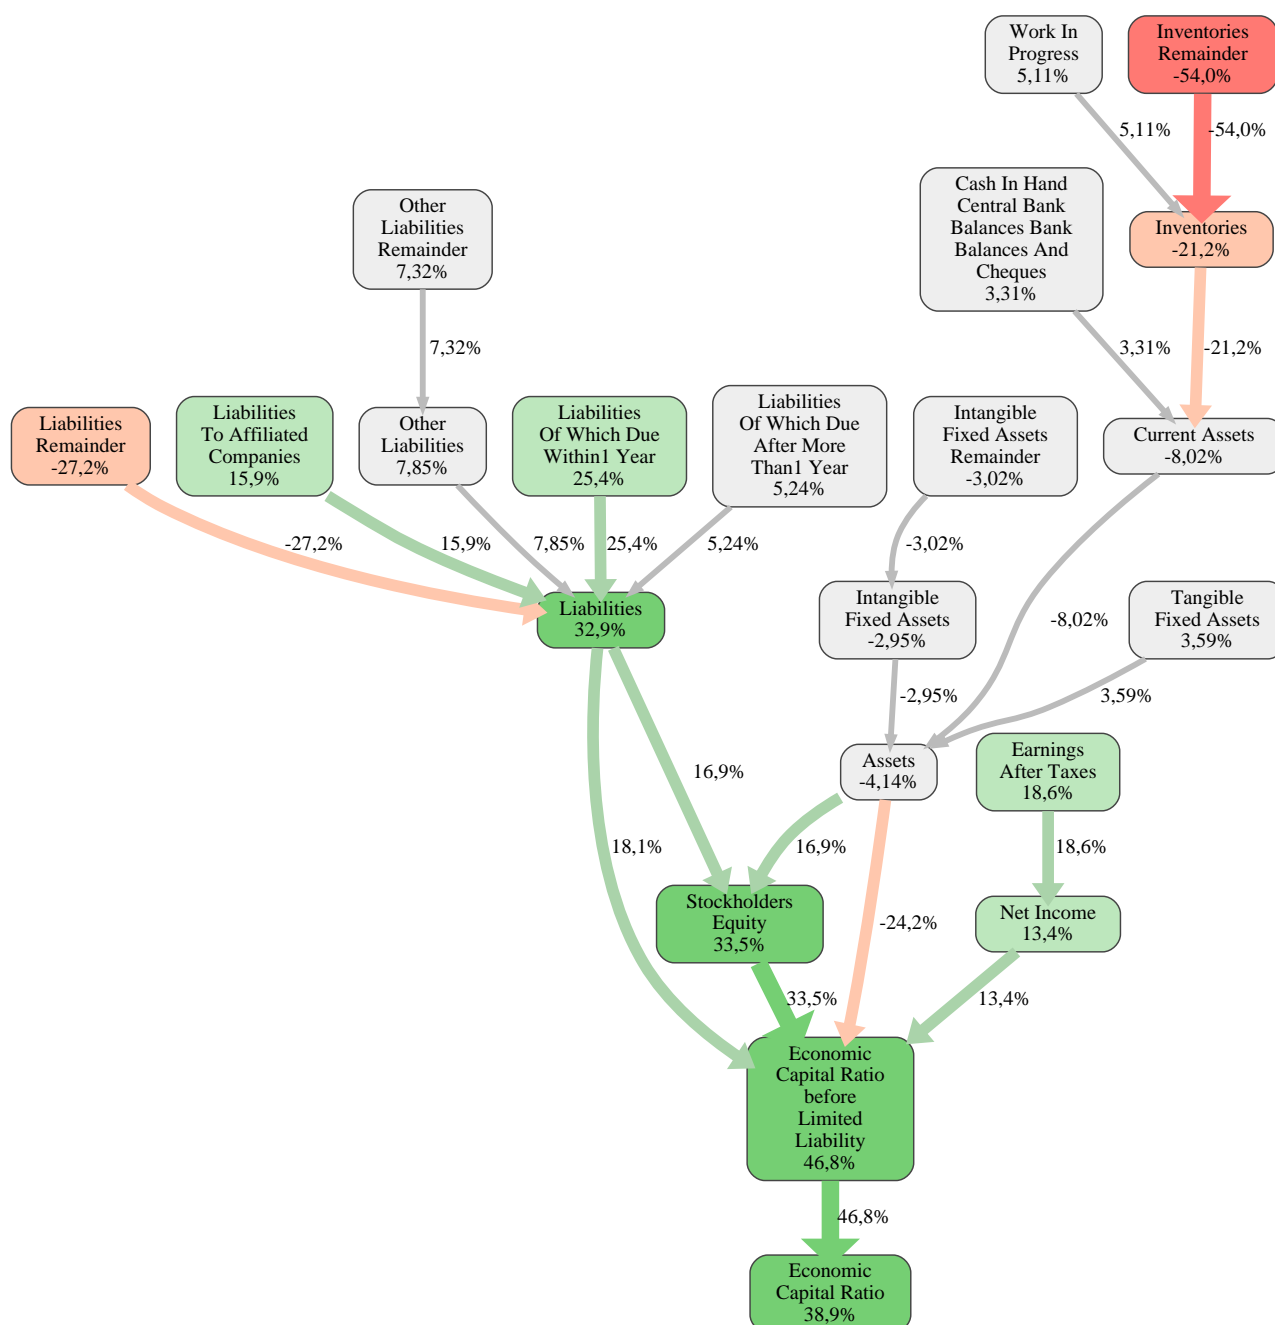 Work In
Progress
5,11%
Inventories
Remainder
-54,0%
5,11%
-54,0%
Cash In Hand
Central Bank
Balances Bank
Balances And
Cheques
3,31%
Other
Liabilities
Remainder
7,32%
Inventories
-21,2%
7,32%
3,31%
-21,2%
Liabilities
Remainder
-27,2%
Liabilities
To Affiliated
Companies
15,9%
Other
Liabilities
7,85%
Liabilities
Of Which Due
Within1 Year
25,4%
Liabilities
Of Which Due
After More
Than1 Year
5,24%
Intangible
Fixed Assets
Remainder
-3,02%
Current Assets
-8,02%
-27,2%
15,9%
7,85%
25,4%
5,24%
-3,02%
Liabilities
32,9%
Intangible
Fixed Assets
-2,95%
-8,02%
Tangible
Fixed Assets
3,59%
-2,95%
3,59%
16,9%
Assets
-4,14%
Earnings
After Taxes
18,6%
18,1%
16,9%
18,6%
Stockholders
Equity
33,5%
-24,2%
Net Income
13,4%
33,5%
13,4%
Economic
Capital Ratio
before
Limited
Liability
46,8%
46,8%
Economic
Capital Ratio
38,9%